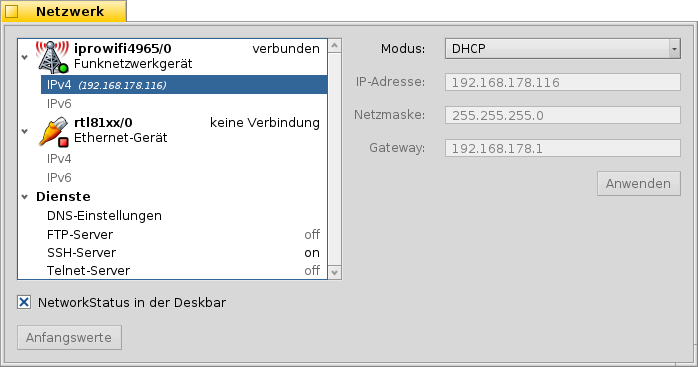 Netzwerk
iprowifi4965/0 verbunden
Funknetzwerkgerät
IPv4 (192.168.178.116)
IPv6
rtl81xx/0 keine Verbindung
Ethernet-Gerät
IPv4
IPv6
Dienste
DNS-Einstellungen
FTP-Server off
SSH-Server on
Telnet-Server off
NetworkStatus in der Deskbar
Anfangswerte
Modus: DHCP
IP-Adresse: 192.168.178.116
Netzmaske: 255.255.255.0
Gateway: 192.168.178.1
Anwenden